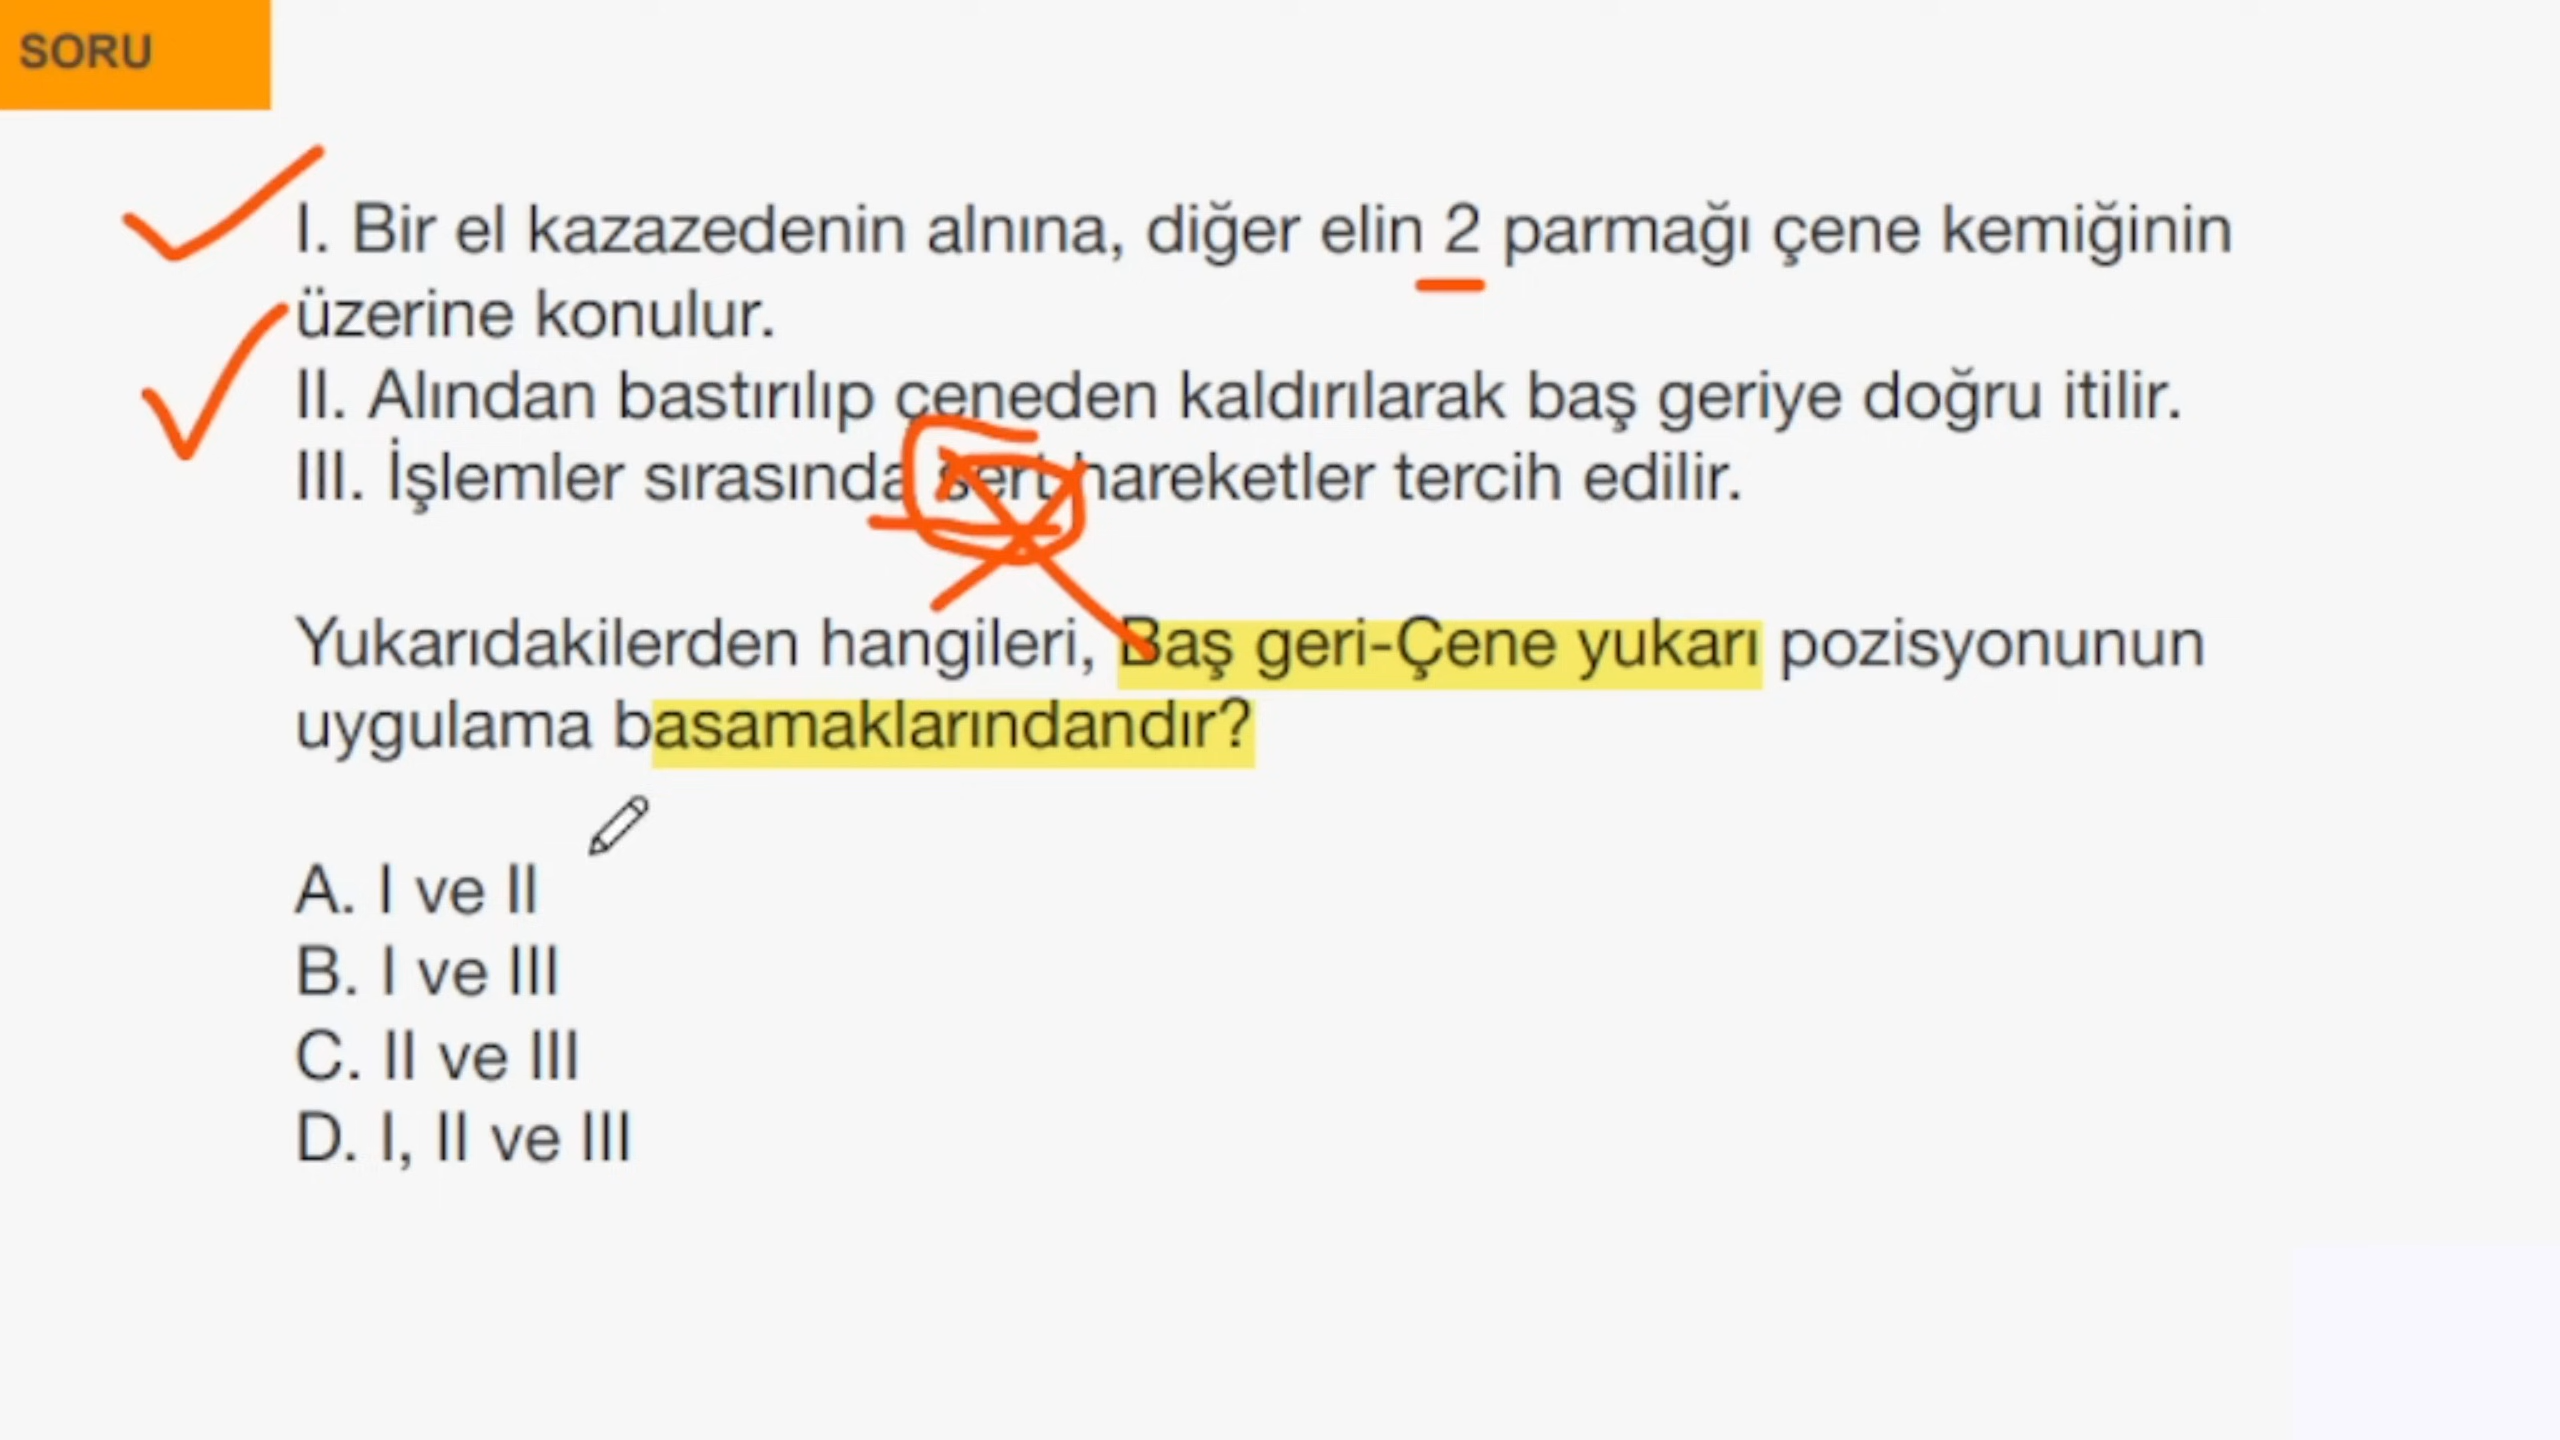 SORU
I. Bir el kazazedenin alnına, diğer elin 2 parmağı çene kemiğinin
üzerine konulur.
II. Alından bastırılıp çeneden kaldırılarak baş geriye doğru itilir.
III. İşlemler sırasında sert hareketler tercih edilir.
Yukarıdakilerden hangileri, Baş geri-Çene yukarı pozisyonunun
uygulama basamaklarındandır?
A. I ve II
B. I ve III
C. II ve III
D. I, II ve III